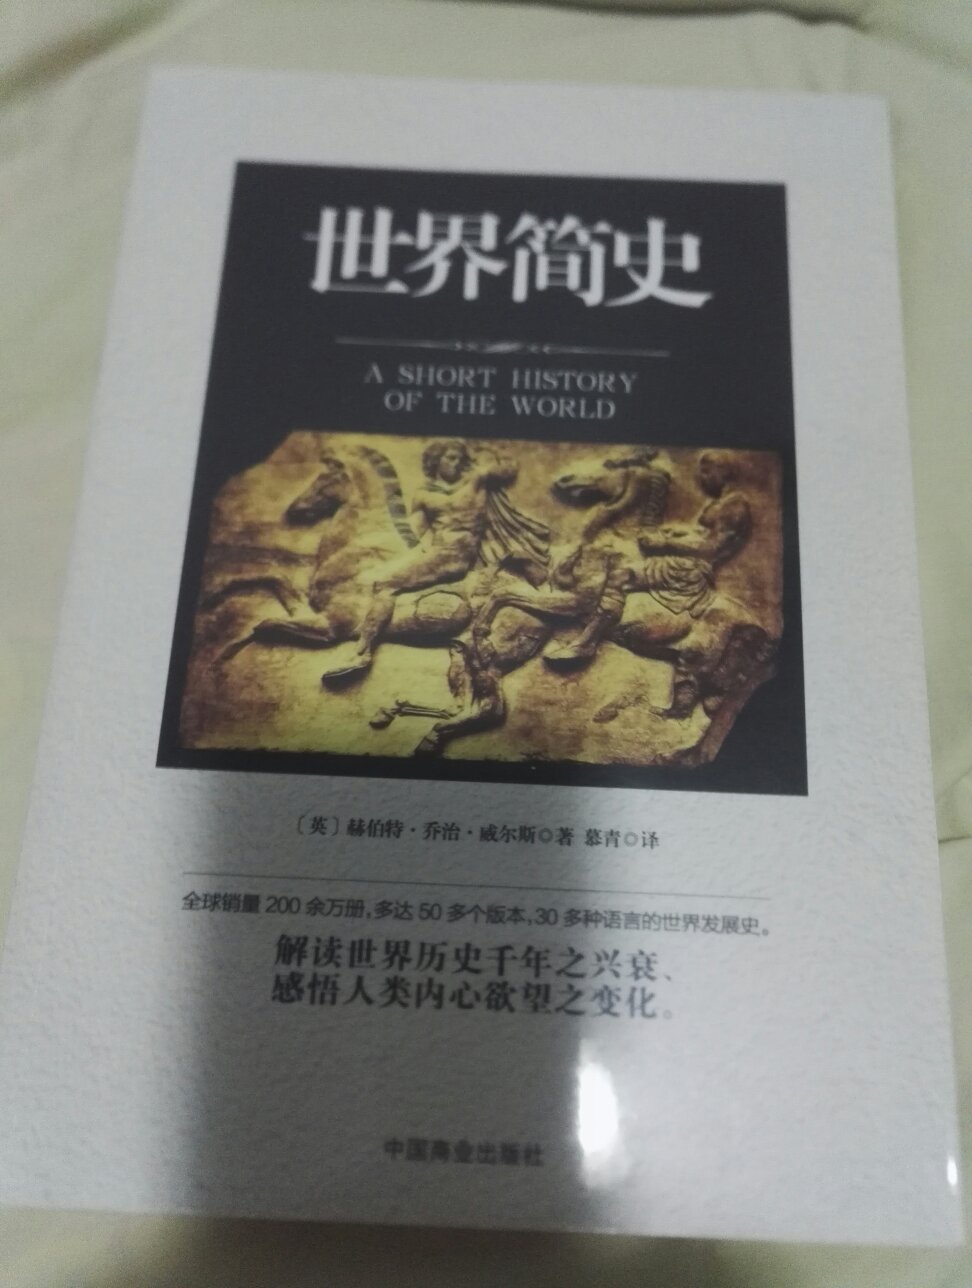 世界简史
A SHORT HISTORY
OF THE WORLD
〔英〕赫伯特·乔治·威尔斯◎著 慕青◎译
全球销量200余万册,多达50多个版本,30多种语言的世界发展史。
解读世界历史千年之兴衰、
感悟人类内心欲望之变化。
中国商业出版社